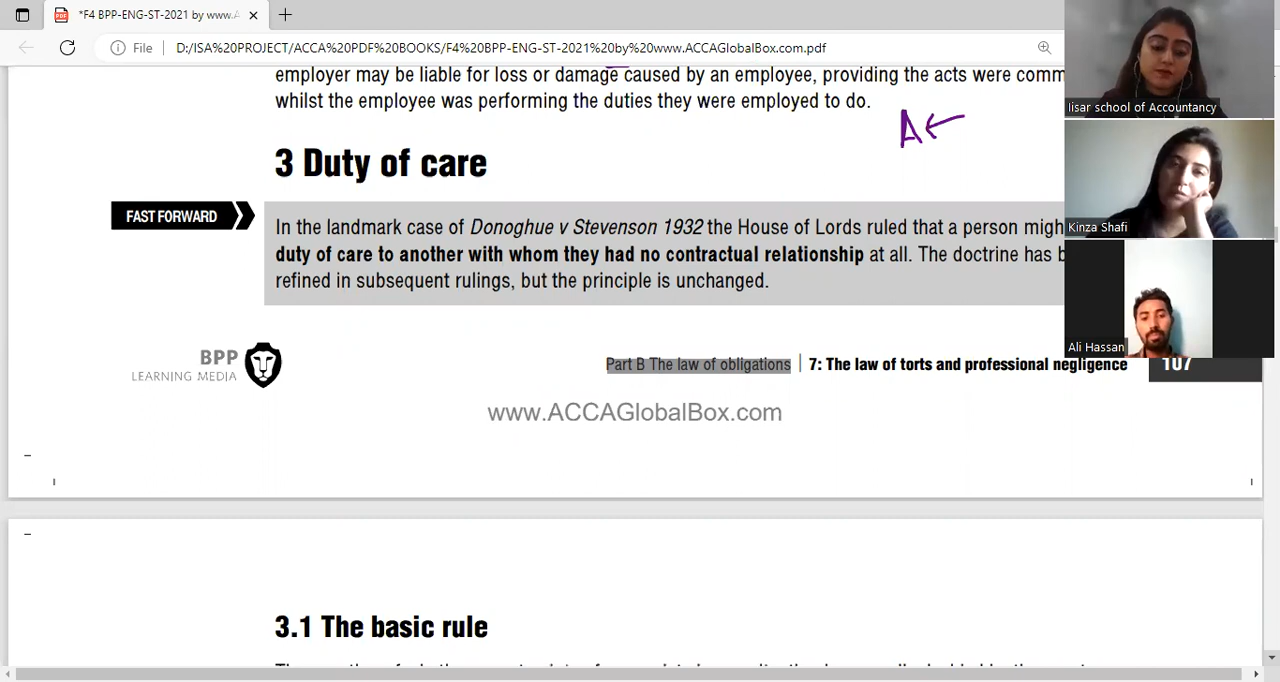 *F4 BPP-ENG-ST-2021 by www.A
File
D:/ISA%20PROJECT/ACCA%20PDF%20BOOKS/F4%20BPP-ENG-ST-2021%20by%20www.ACCAGlobalBox.com.pdf
employer may be liable for loss or damage caused by an employee, providing the acts were comm
whilst the employee was performing the duties they were employed to do.
A
3 Duty of care
FAST FORWARD
In the landmark case of Donoghue v Stevenson 1932 the House of Lords ruled that a person migh
duty of care to another with whom they had no contractual relationship at all. The doctrine has b
refined in subsequent rulings, but the principle is unchanged.
BPP
LEARNING MEDIA
Part B The law of obligations | 7: The law of torts and professional negligence
107
www.ACCAGlobalBox.com
3.1 The basic rule
lisar school of Accountancy
Kinza Shafi
Ali Hassan